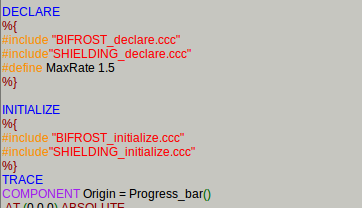 DECLARE
%{
#include "BIFROST_declare.ccc"
#include"SHIELDING_declare.ccc"
#define MaxRate 1.5
%}
INITIALIZE
%{
#include "BIFROST_initialize.ccc"
#include"SHIELDING_initialize.ccc"
%}
TRACE
COMPONENT Origin = Progress_bar()
AT (0,0,0) ABSOLUTE